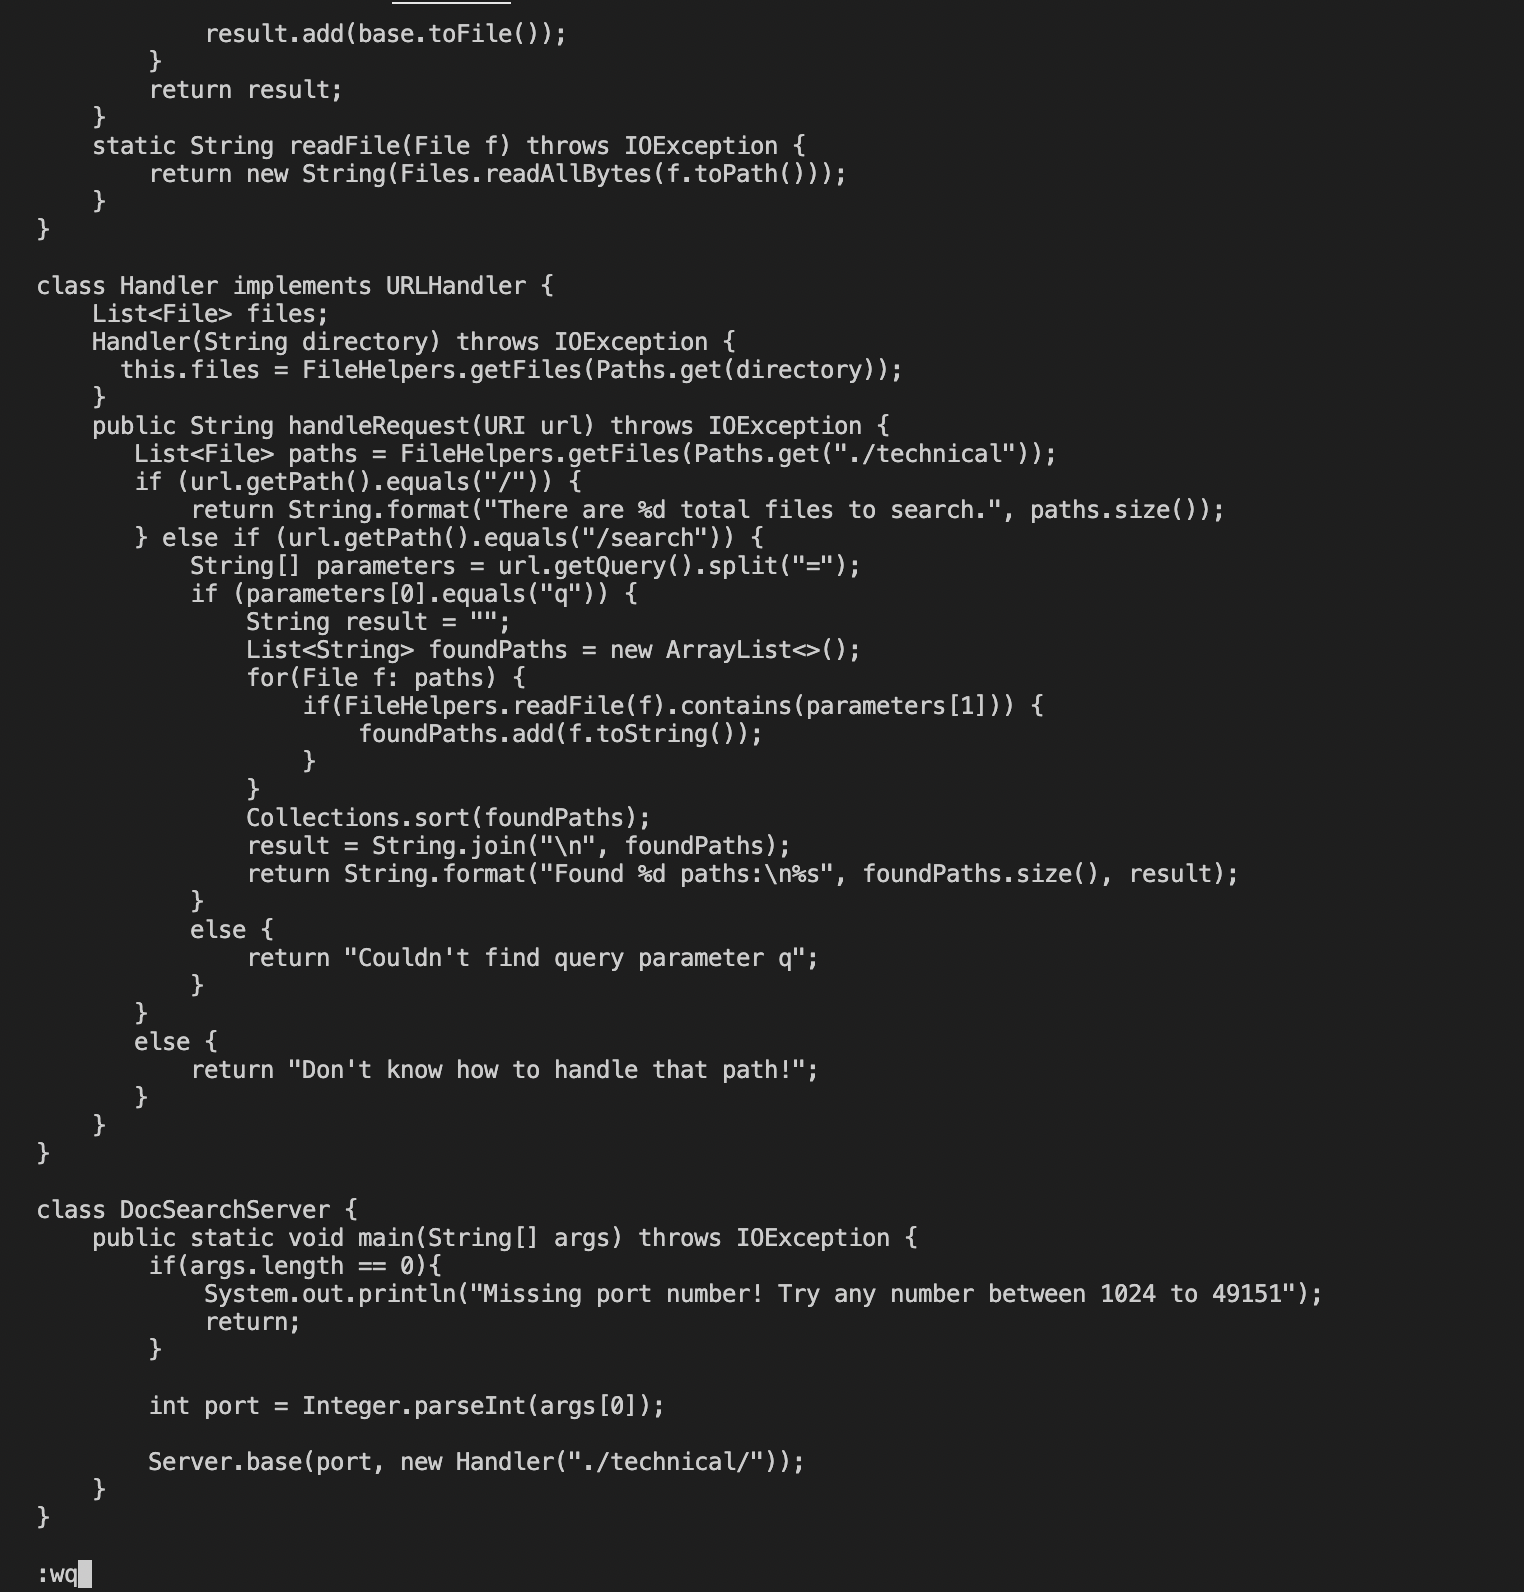 result.add(base.toFile());
        }
        return result;
    }
    static String readFile(File f) throws IOException {
        return new String(Files.readAllBytes(f.toPath()));
    }
}

class Handler implements URLHandler {
    List<File> files;
    Handler(String directory) throws IOException {
      this.files = FileHelpers.getFiles(Paths.get(directory));
    }
    public String handleRequest(URI url) throws IOException {
       List<File> paths = FileHelpers.getFiles(Paths.get("./technical"));
       if (url.getPath().equals("/")) {
           return String.format("There are %d total files to search.", paths.size());
       } else if (url.getPath().equals("/search")) {
           String[] parameters = url.getQuery().split("=");
           if (parameters[0].equals("q")) {
               String result = "";
               List<String> foundPaths = new ArrayList<>();
               for(File f: paths) {
                   if(FileHelpers.readFile(f).contains(parameters[1])) {
                       foundPaths.add(f.toString());
                   }
               }
               Collections.sort(foundPaths);
               result = String.join("\n", foundPaths);
               return String.format("Found %d paths:\n%s", foundPaths.size(), result);
           }
           else {
               return "Couldn't find query parameter q";
           }
       }
       else {
           return "Don't know how to handle that path!";
       }
    }
}

class DocSearchServer {
    public static void main(String[] args) throws IOException {
        if(args.length == 0){
            System.out.println("Missing port number! Try any number between 1024 to 49151");
            return;
        }

        int port = Integer.parseInt(args[0]);

        Server.base(port, new Handler("./technical/"));
    }
}

:wq